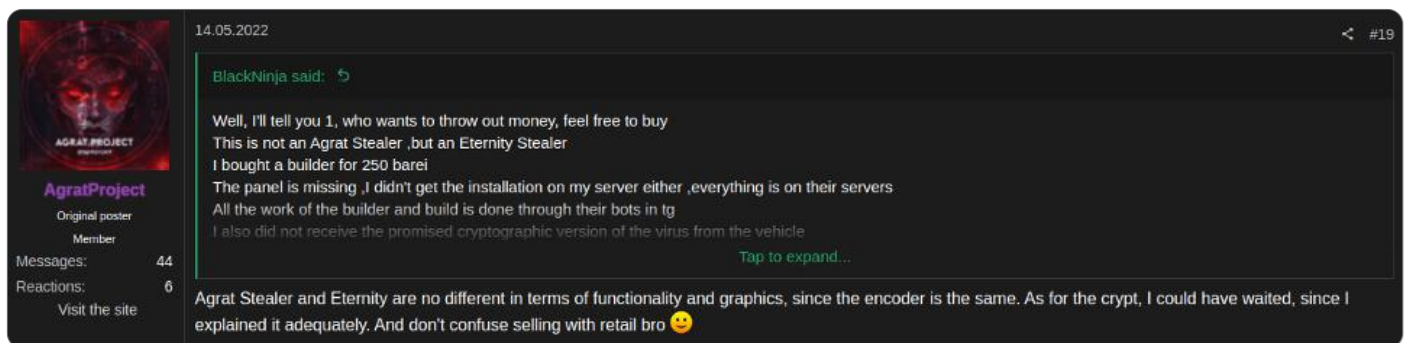 14.05.2022
#19
BlackNinja said:
Well, I'll tell you 1, who wants to throw out money, feel free to buy
This is not an Agrat Stealer ,but an Eternity Stealer
I bought a builder for 250 barei
The panel is missing ,I didn't get the installation on my server either ,everything is on their servers
All the work of the builder and build is done through their bots in tg
I also did not receive the promised cryptographic version of the virus from the vehicle
Tap to expand...
AGRAT.PROJECT
AgratProject
Original poster
Member
Messages: 44
Reactions: 6
Visit the site
Agrat Stealer and Eternity are no different in terms of functionality and graphics, since the encoder is the same. As for the crypt, I could have waited, since I
explained it adequately. And don't confuse selling with retail bro 🙂